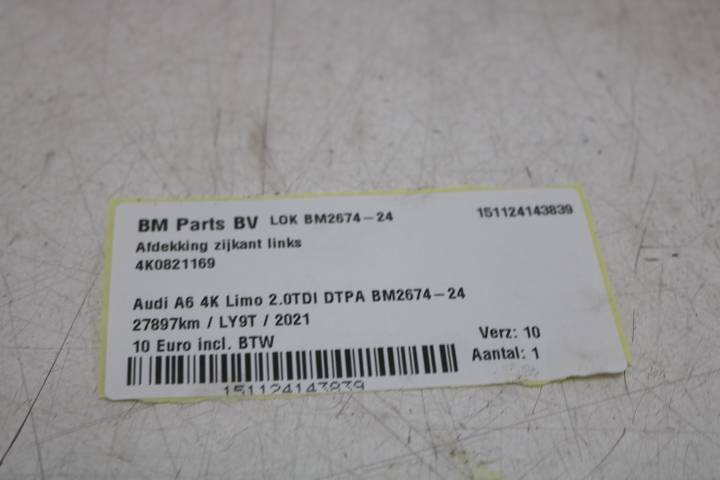 BM Parts BV LOK BM2674-24 151124143839
Afdekking zijkant links
4K0821169
Audi A6 4K Limo 2.0TDI DTPA BM2674-24
27897km / LY9T / 2021
10 Euro incl. BTW Verz: 10
Aantal: 1
151124143839